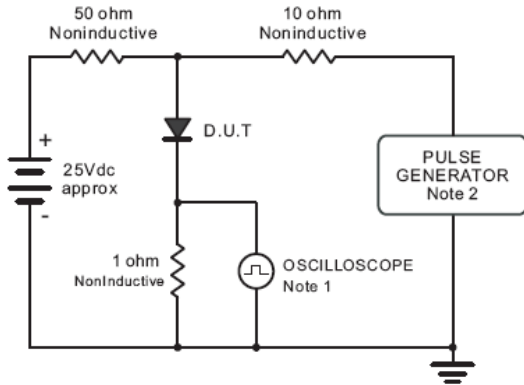 50 ohm
Noninductive
10 ohm
Noninductive
D.U.T
+
25Vdc
approx
-
PULSE
GENERATOR
Note 2
1 ohm
NonInductive
OSCILLOSCOPE
Note 1